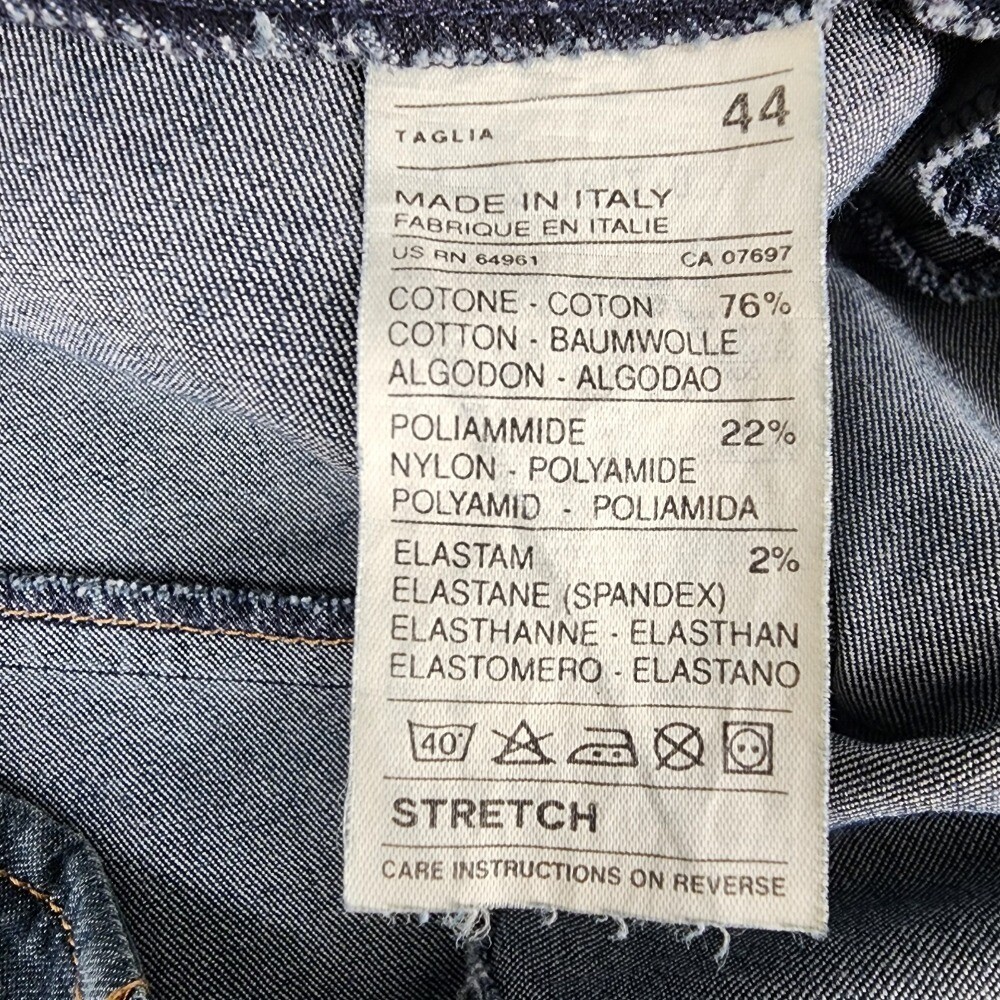 44
TAGLIA
MADE IN ITALY
FABRIQUE EN ITALIE
US RN 64961 CA 07697
COTONE - COTON 76%
COTTON - BAUMWOLLE
ALGODON - ALGODAO
POLIAMMIDE 22%
NYLON - POLYAMIDE
POLYAMID - POLIAMIDA
ELASTAM 2%
ELASTANE (SPANDEX)
ELASTHANNE - ELASTHAN
ELASTOMERO - ELASTANO
40°
STRETCH
CARE INSTRUCTIONS ON REVERSE